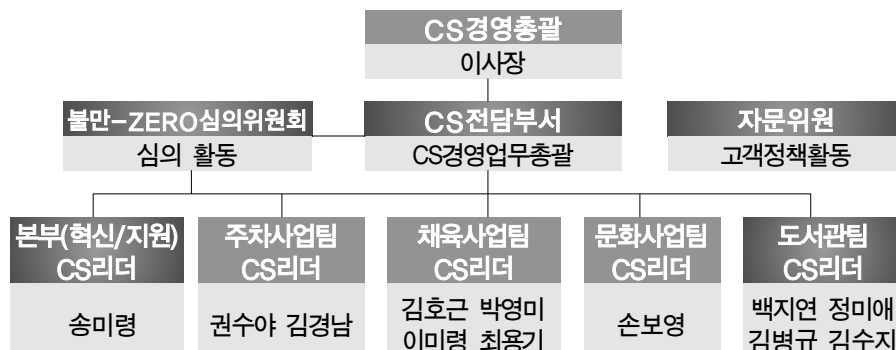 CS경영총괄
이사장
불만-ZERO심의위원회
심의 활동
CS전담부서
CS경영업무총괄
자문위원
고객정책활동
본부(혁신/지원)
CS리더
송미령
주차사업팀
CS리더
권수야 김경남
채육사업팀
CS리더
김호근 박영미
이미령 최용기
문화사업팀
CS리더
손보영
도서관팀
CS리더
백지연 정미애
김병규 김수지